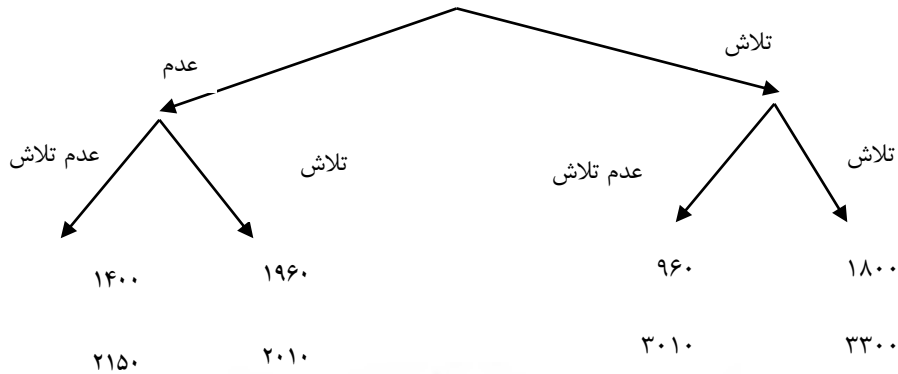 تلاش
عدم
تلاش
عدم تلاش
تلاش
عدم تلاش
۱۸۰۰ ۹۶۰ ۱۹۶۰ ۱۴۰۰
۳۳۰۰ ۳۰۱۰ ۲۰۱۰ ۲۱۵۰